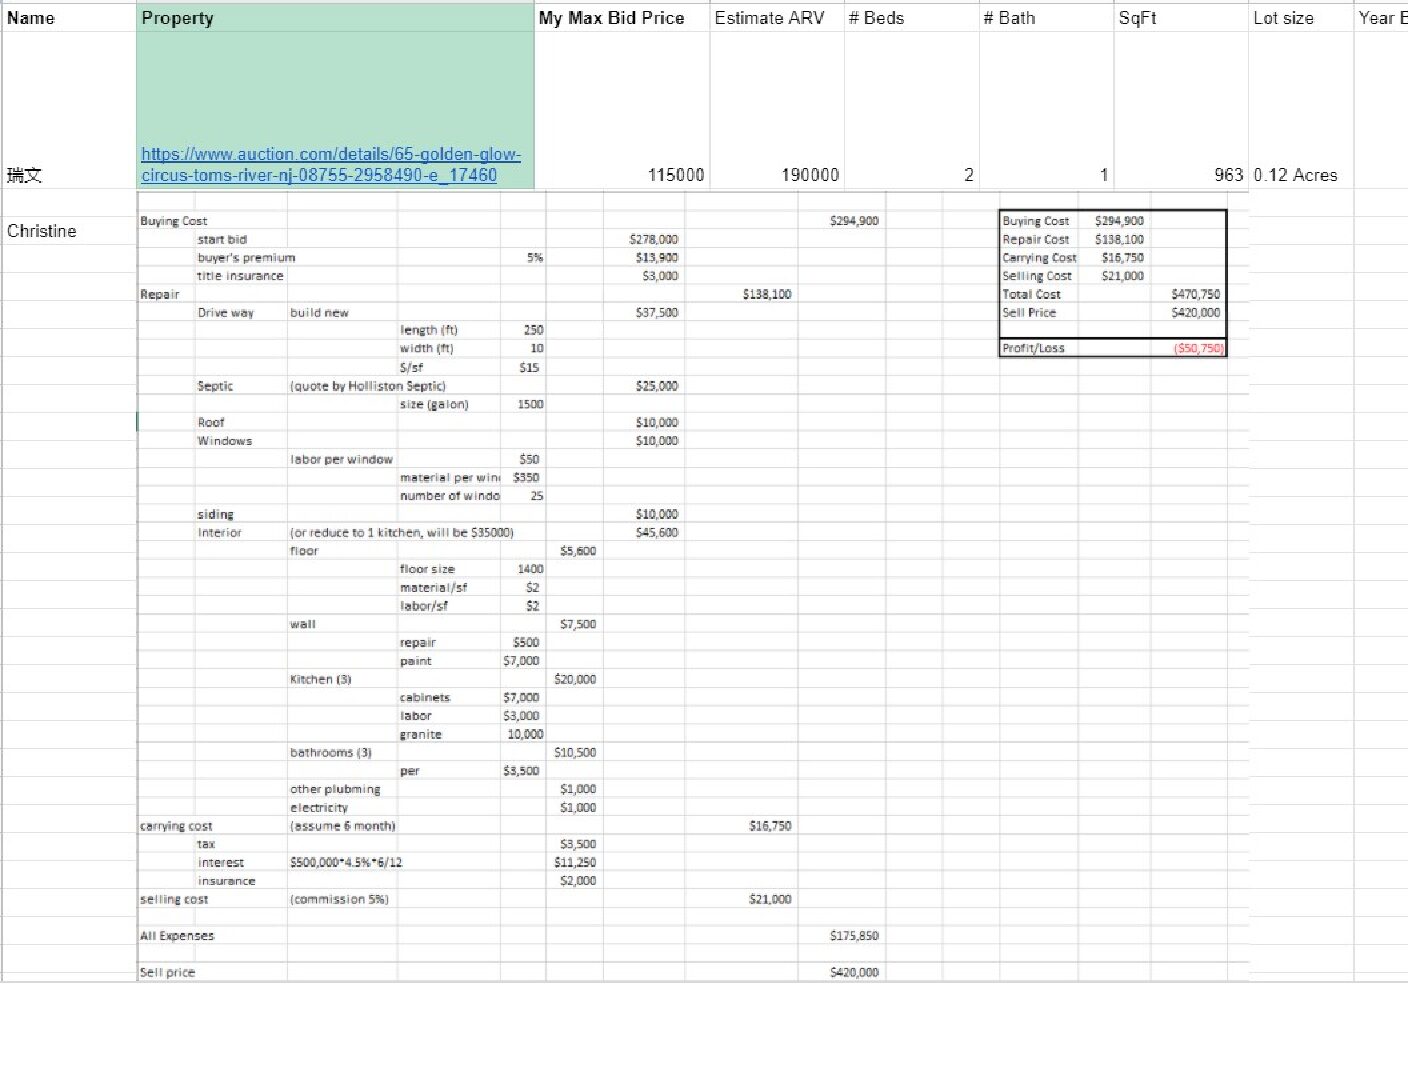 Name Property My Max Bid Price Estimate ARV # Beds # Bath SqFt Lot size Year
https://www.auction.com/details/65-golden-glow-
瑞文 circus-toms-river-nj-08755-2958490-e_17460 115000 190000 2 1 963 0.12 Acres
Christine
Buying Cost $294,900 Buying Cost $294,900
start bid $278,000 Repair Cost $138,100
buyer's premium 5% $13,900 Carrying Cost $16,750
title insurance $3,000 Selling Cost $21,000
Repair $138,100 Total Cost $470,750
Drive way build new $37,500 Sell Price $420,000
length (ft) 250
width (ft) 10 Profit/Loss ($50,750)
$/sf $15
Septic (quote by Holliston Septic) $25,000
size (galon) 1500
Roof $10,000
Windows $10,000
labor per window $50
material per win $350
number of windo 25
siding $10,000
Interior (or reduce to 1 kitchen, will be $35000) $45,600
floor $5,600
floor size 1400
material/sf $2
labor/sf $2
wall $7,500
repair $500
paint $7,000
Kitchen (3) $20,000
cabinets $7,000
labor $3,000
granite 10,000
bathrooms (3) $10,500
per $3,500
other plubming $1,000
electricity $1,000
carrying cost (assume 6 month) $16,750
tax $3,500
interest $500,000*4.5%*6/12 $11,250
insurance $2,000
selling cost (commission 5%) $21,000
All Expenses $175,850
Sell price $420,000